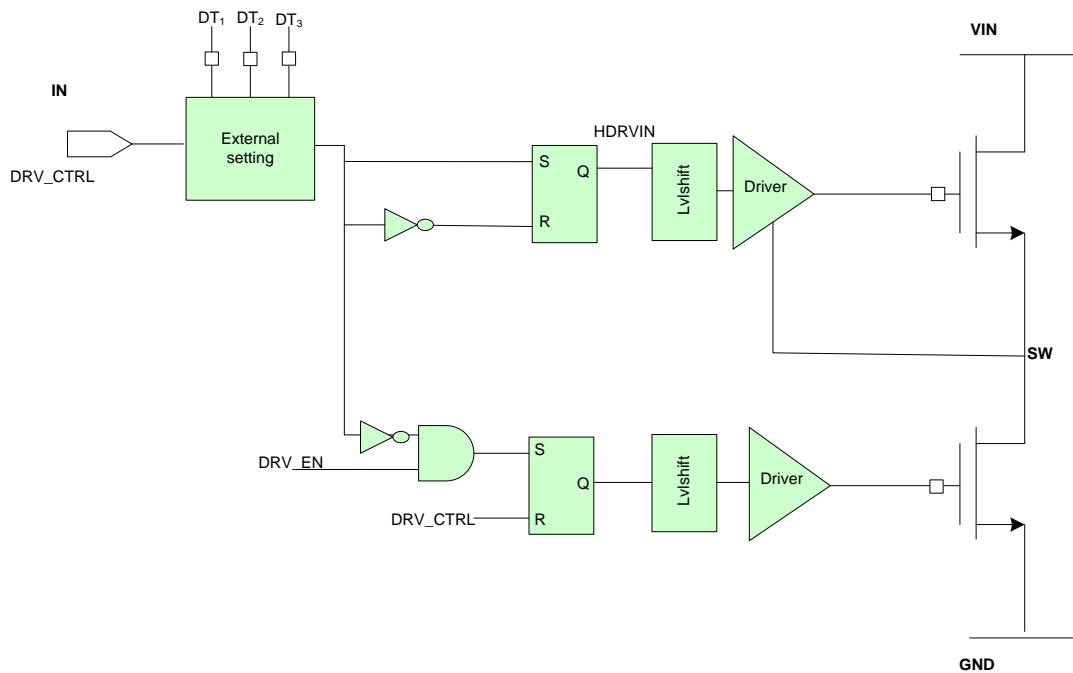 DT₁ DT₂ DT₃
VIN
IN
External
setting
DRV_CTRL
HDRVIN
S
Q
R
Lvlshift
Driver
SW
DRV_EN
S
Q
R
DRV_CTRL
Lvlshift
Driver
GND